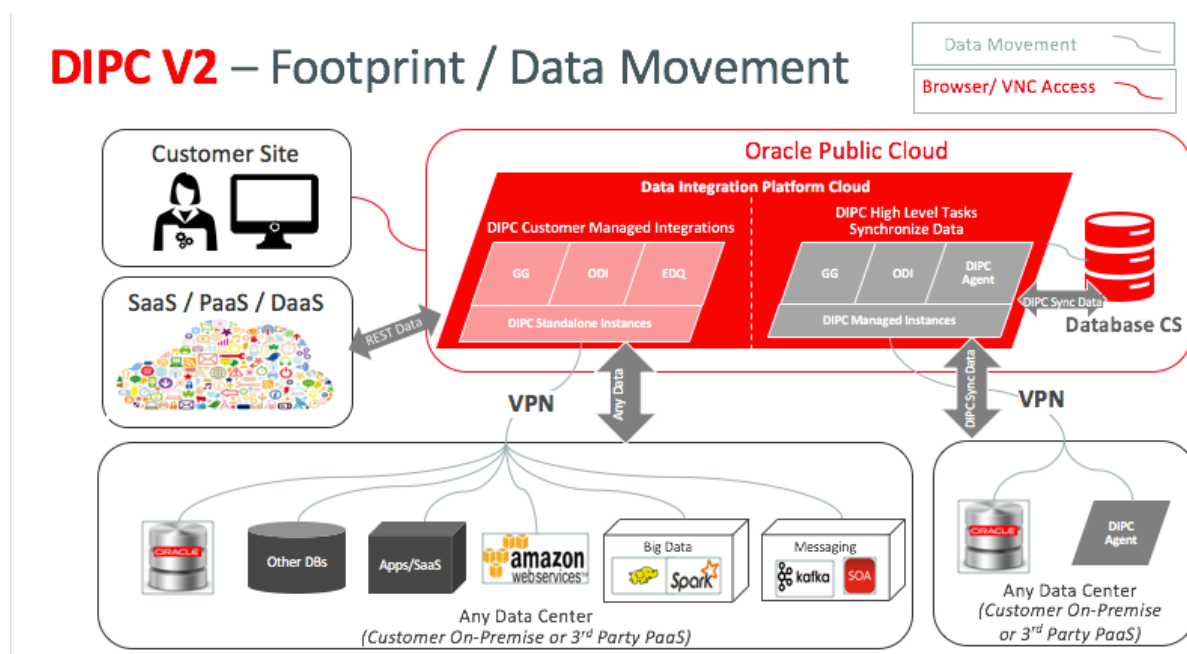 DIPC V2 – Footprint / Data Movement
Data Movement
Browser/ VNC Access
Customer Site
SaaS / PaaS / DaaS
REST Data
Oracle Public Cloud
Data Integration Platform Cloud
DIPC Customer Managed Integrations
GG
ODI
EDQ
DIPC Standalone Instances
DIPC High Level Tasks
Synchronize Data
GG
ODI
DIPC
Agent
DIPC Managed Instances
DIPC Sync Data
Database CS
VPN
Any Data
DIPC Sync Data
VPN
ORACLE
Other DBs
Apps/SaaS
amazon
webservices™
Big Data
Spark
Messaging
kafka
SOA
Any Data Center
(Customer On-Premise or 3rd Party PaaS)
ORACLE
DIPC
Agent
Any Data Center
(Customer On-Premise
or 3rd Party PaaS)